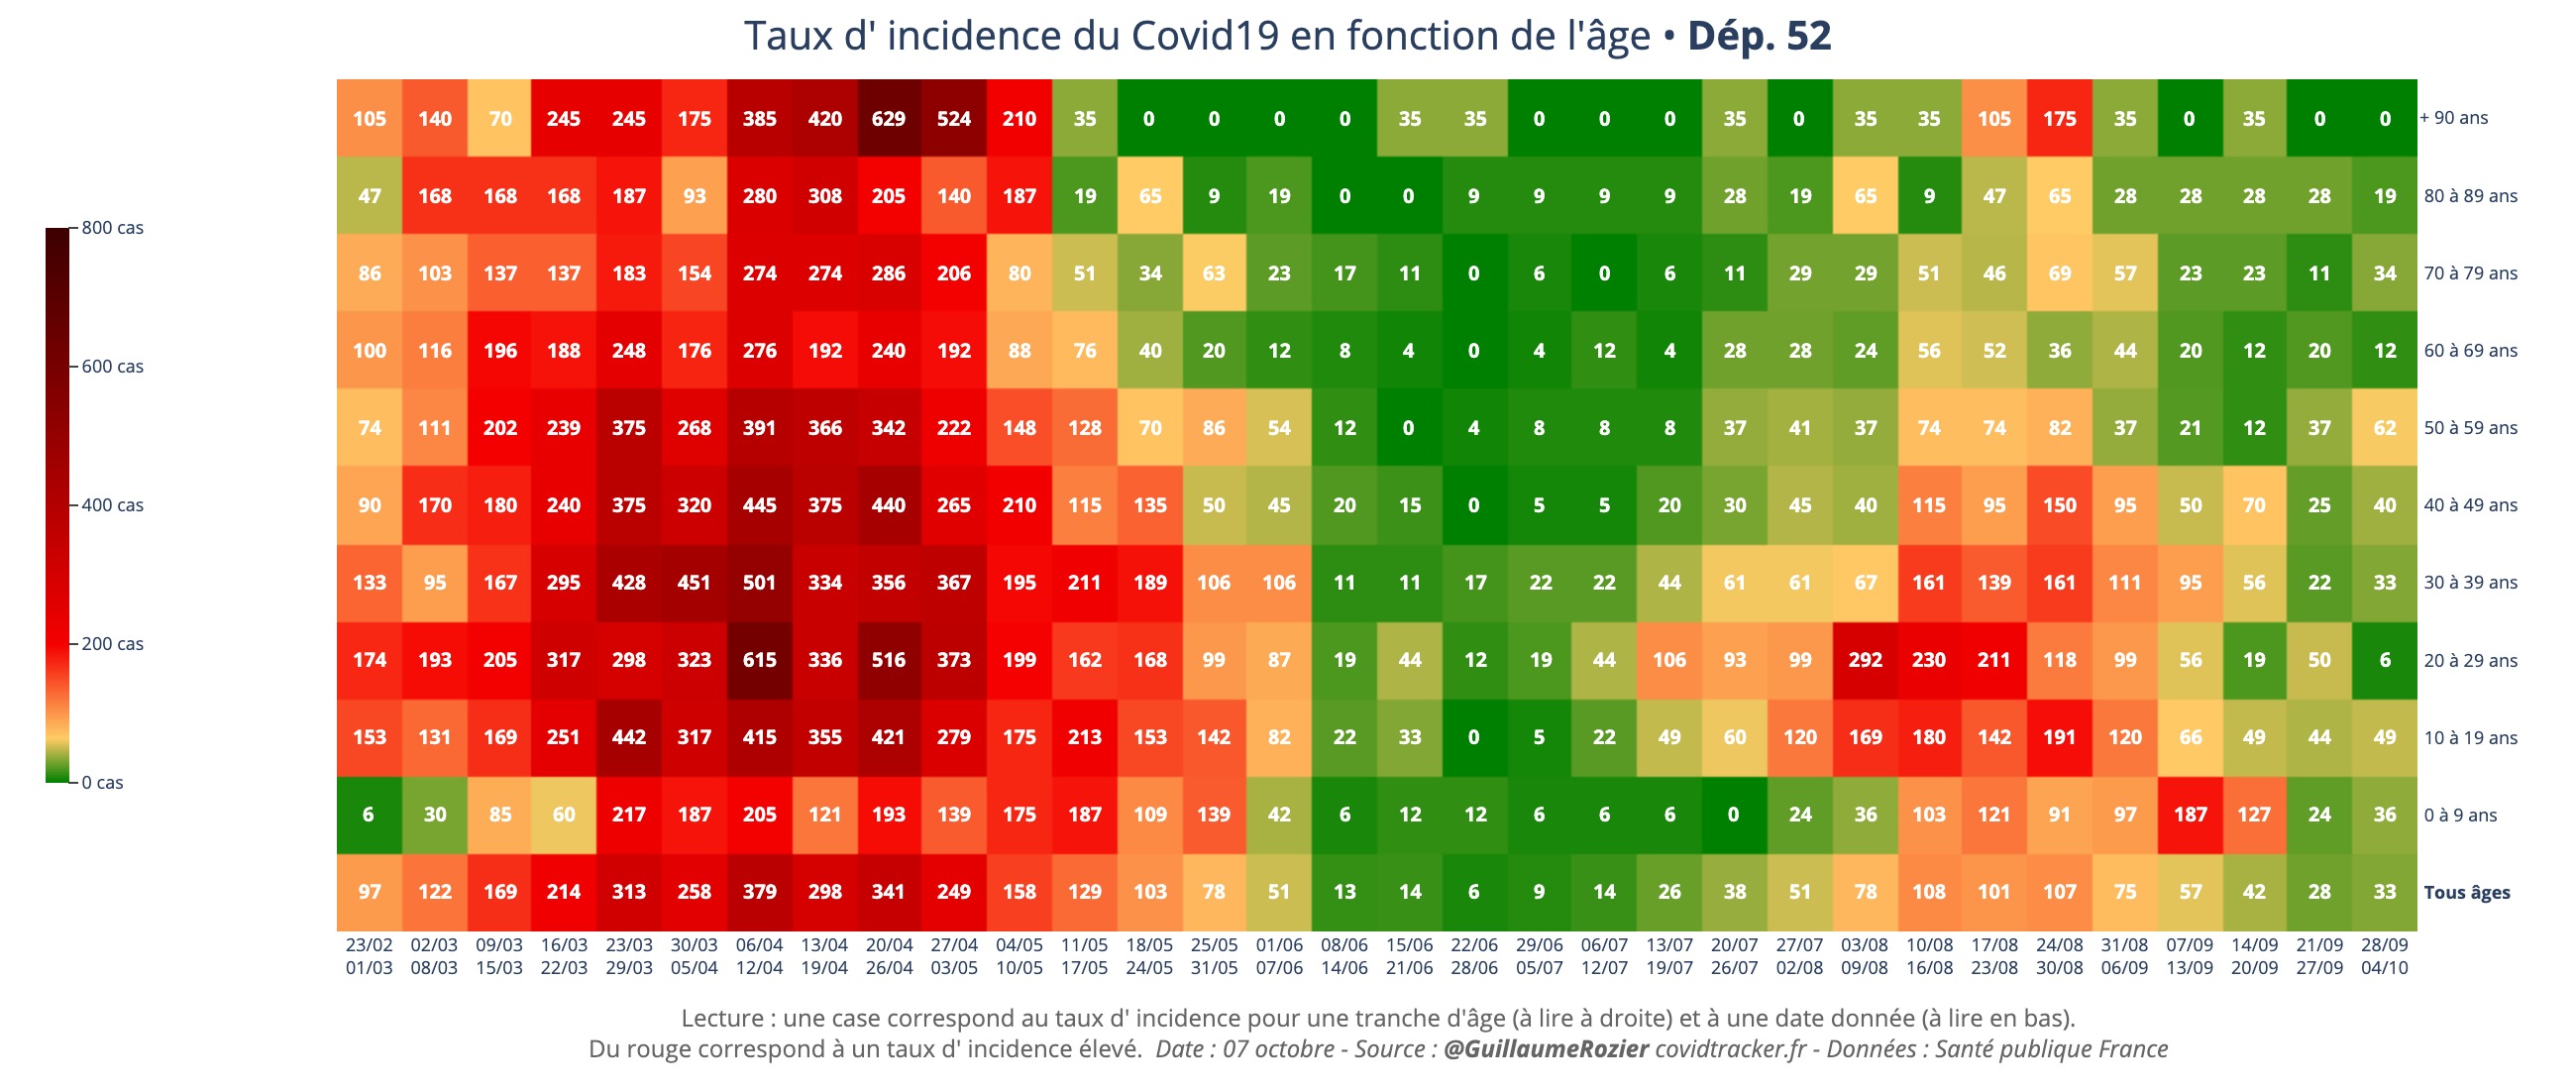 Taux d' incidence du Covid19 en fonction de l'âge • Dép. 52
105 140 70 245 245 175 385 420 629 524 210 35 0 0 0 0 35 35 0 0 0 35 0 35 35 105 175 35 0 35 0 0 + 90 ans
47 168 168 168 187 93 280 308 205 140 187 19 65 9 19 0 0 9 9 9 9 28 19 65 9 47 65 28 28 28 28 19 80 à 89 ans
800 cas
86 103 137 137 183 154 274 274 286 206 80 51 34 63 23 17 11 0 6 0 6 11 29 29 51 46 69 57 23 23 11 34 70 à 79 ans
100 116 196 188 248 176 276 192 240 192 88 76 40 20 12 8 4 0 4 12 4 28 28 24 56 52 36 44 20 12 20 12 60 à 69 ans
600 cas
74 111 202 239 375 268 391 366 342 222 148 128 70 86 54 12 0 4 8 8 8 37 41 37 74 74 82 37 21 12 37 62 50 à 59 ans
90 170 180 240 375 320 445 375 440 265 210 115 135 50 45 20 15 0 5 5 20 30 45 40 115 95 150 95 50 70 25 40 40 à 49 ans
400 cas
133 95 167 295 428 451 501 334 356 367 195 211 189 106 106 11 11 17 22 22 44 61 61 67 161 139 161 111 95 56 22 33 30 à 39 ans
200 cas
174 193 205 317 298 323 615 336 516 373 199 162 168 99 87 19 44 12 19 44 106 93 99 292 230 211 118 99 56 19 50 6 20 à 29 ans
153 131 169 251 442 317 415 355 421 279 175 213 153 142 82 22 33 0 5 22 49 60 120 169 180 142 191 120 66 49 44 49 10 à 19 ans
0 cas
6 30 85 60 217 187 205 121 193 139 175 187 109 139 42 6 12 12 6 6 6 0 24 36 103 121 91 97 187 127 24 36 0 à 9 ans
97 122 169 214 313 258 379 298 341 249 158 129 103 78 51 13 14 6 9 14 26 38 51 78 108 101 107 75 57 42 28 33 Tous âges
23/02 02/03 09/03 16/03 23/03 30/03 06/04 13/04 20/04 27/04 04/05 11/05 18/05 25/05 01/06 08/06 15/06 22/06 29/06 06/07 13/07 20/07 27/07 03/08 10/08 17/08 24/08 31/08 07/09 14/09 21/09 28/09
01/03 08/03 15/03 22/03 29/03 05/04 12/04 19/04 26/04 03/05 10/05 17/05 24/05 31/05 07/06 14/06 21/06 28/06 05/07 12/07 19/07 26/07 02/08 09/08 16/08 23/08 30/08 06/09 13/09 20/09 27/09 04/10
Lecture : une case correspond au taux d' incidence pour une tranche d'âge (à lire à droite) et à une date donnée (à lire en bas).
Du rouge correspond à un taux d' incidence élevé. Date : 07 octobre - Source : @GuillaumeRozier covidtracker.fr - Données : Santé publique France